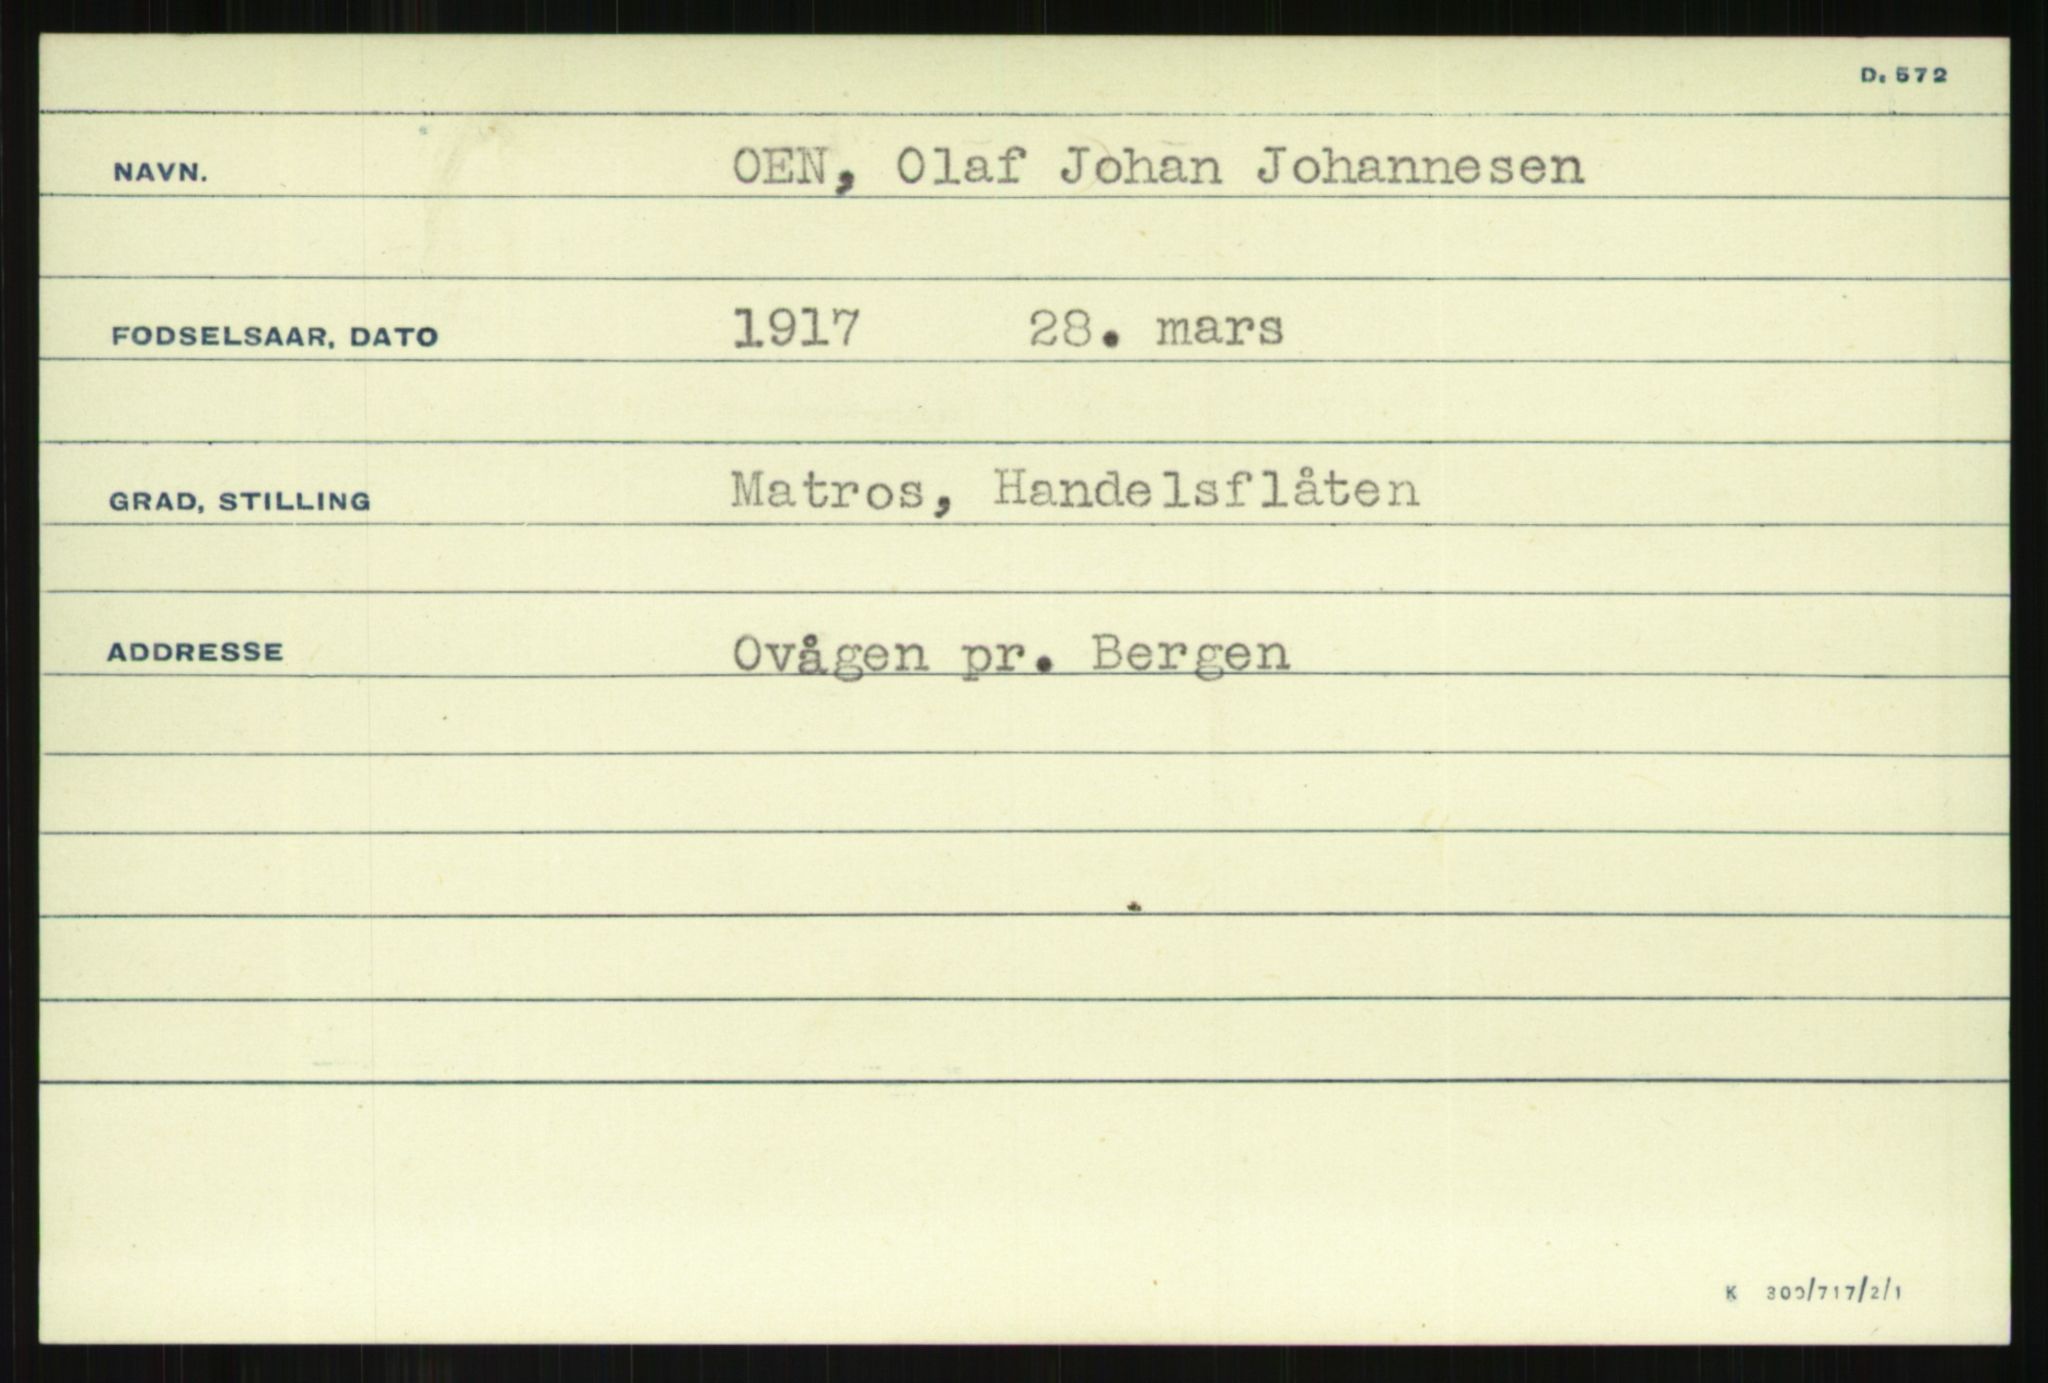 D. 572
NAVN. OEN, Olaf Johan Johannesen
FODSELSAAR, DATO 1917 28. mars
GRAD, STILLING Matros, Handelsflåten
ADDRESSE Ovågen pr. Bergen
K 300/717/2/1